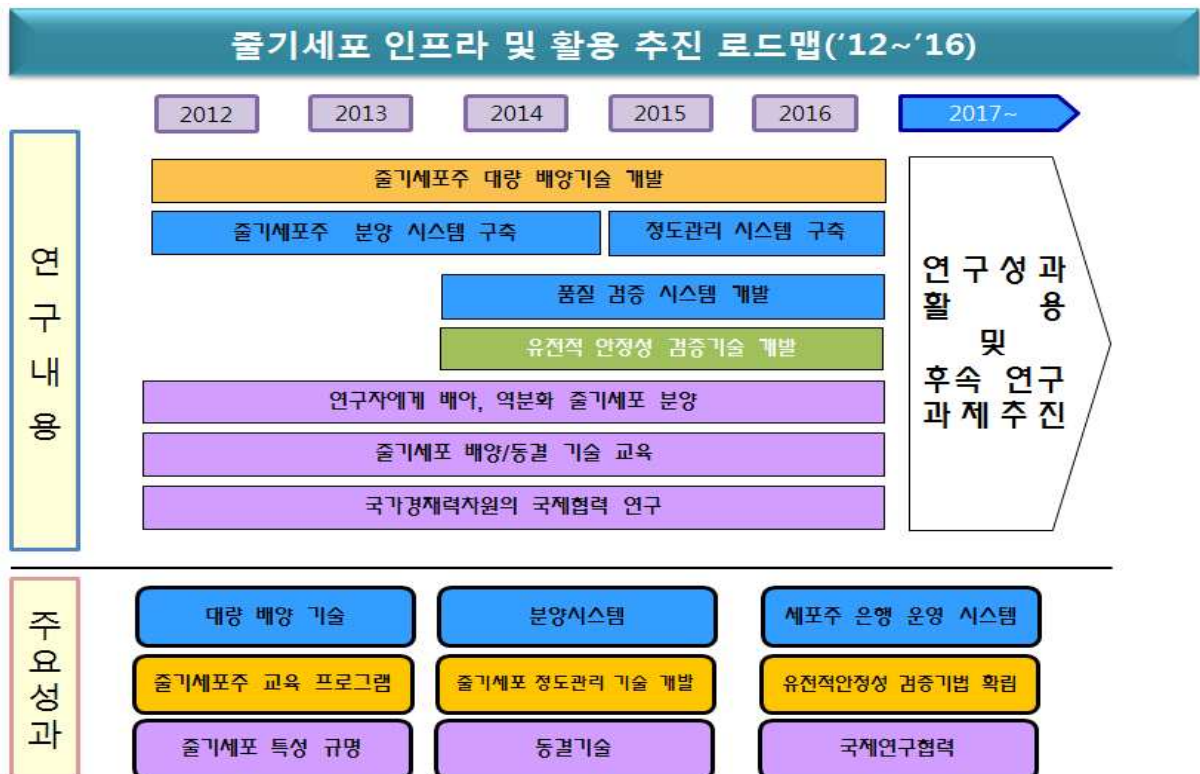 줄기세포 인프라 및 활용 추진 로드맵('12~'16)
2012 2013 2014 2015 2016 2017~
연구내용
줄기세포주 대량 배양기술 개발
줄기세포주 분양 시스템 구축 정도관리 시스템 구축
품질 검증 시스템 개발
유전적 안정성 검증기술 개발
연구자에게 배아, 역분화 줄기세포 분양
줄기세포 배양/동결 기술 교육
국가경재력차원의 국제협력 연구
연구성과
활 용
및
후속 연구
과제추진
주요성과
대량 배양 기술 분양시스템 세포주 은행 운영 시스템
줄기세포주 교육 프로그램 줄기세포 정도관리 기술 개발 유전적안정성 검증기법 확립
줄기세포 특성 규명 동결기술 국제연구협력